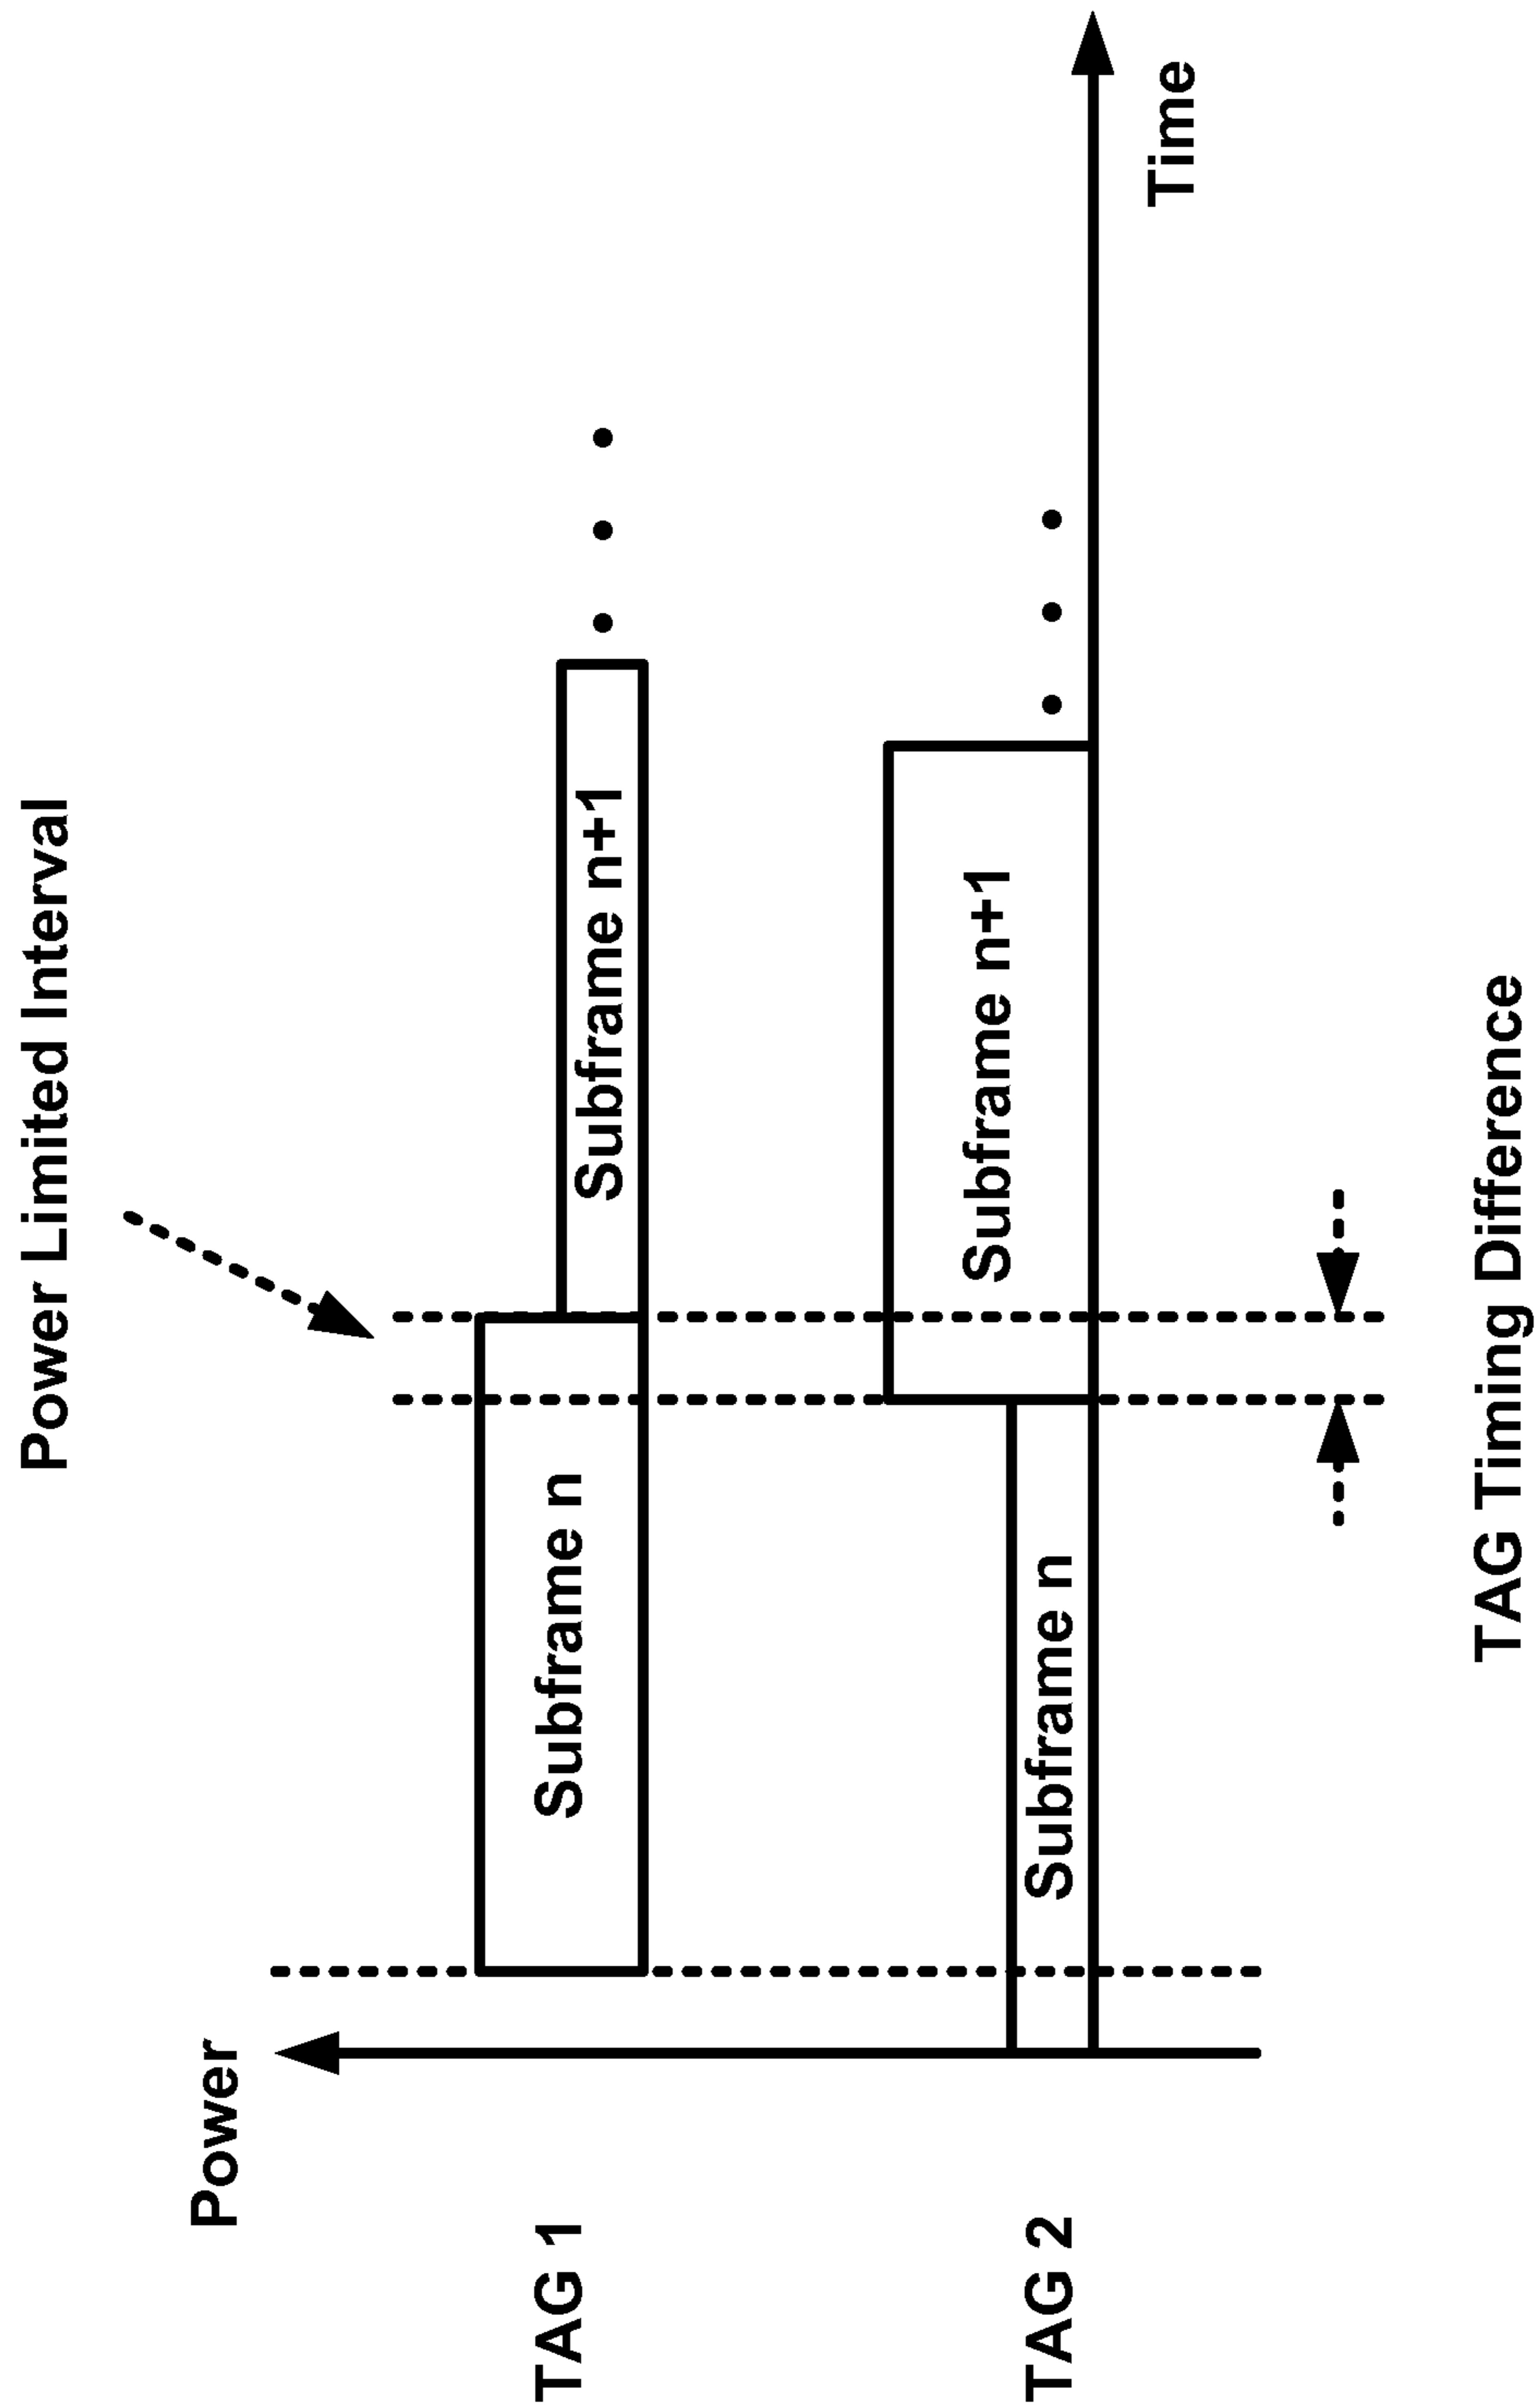 Power Limited Interval
Power
TAG 1
Subframe n
Subframe n+1
TAG 2
Subframe n
Subframe n+1
Time
TAG Timing Difference